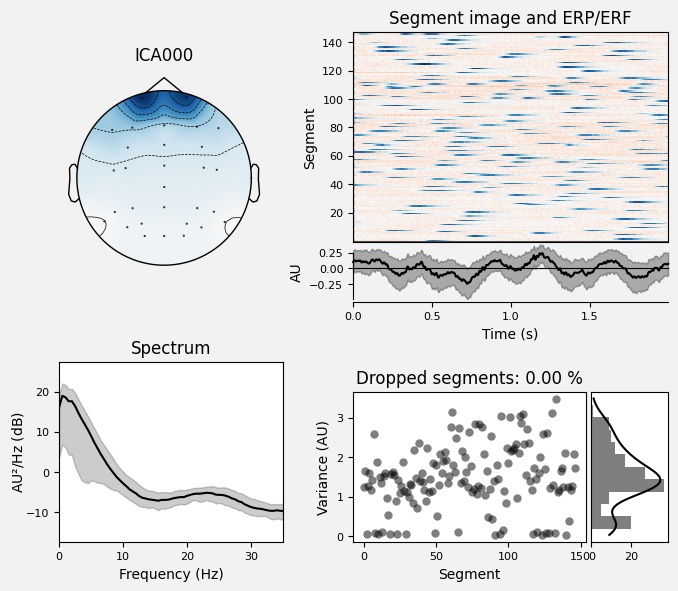 ICA000
Segment image and ERP/ERF
140
120
100
80
60
40
20
Segment
0.25
0.00
−0.25
AU
0.0 0.5 1.0 1.5
Time (s)
Spectrum
20
10
0
−10
AU²/Hz (dB)
0 10 20 30
Frequency (Hz)
Dropped segments: 0.00 %
3
2
1
0
Variance (AU)
0 50 100 150
Segment
0 20